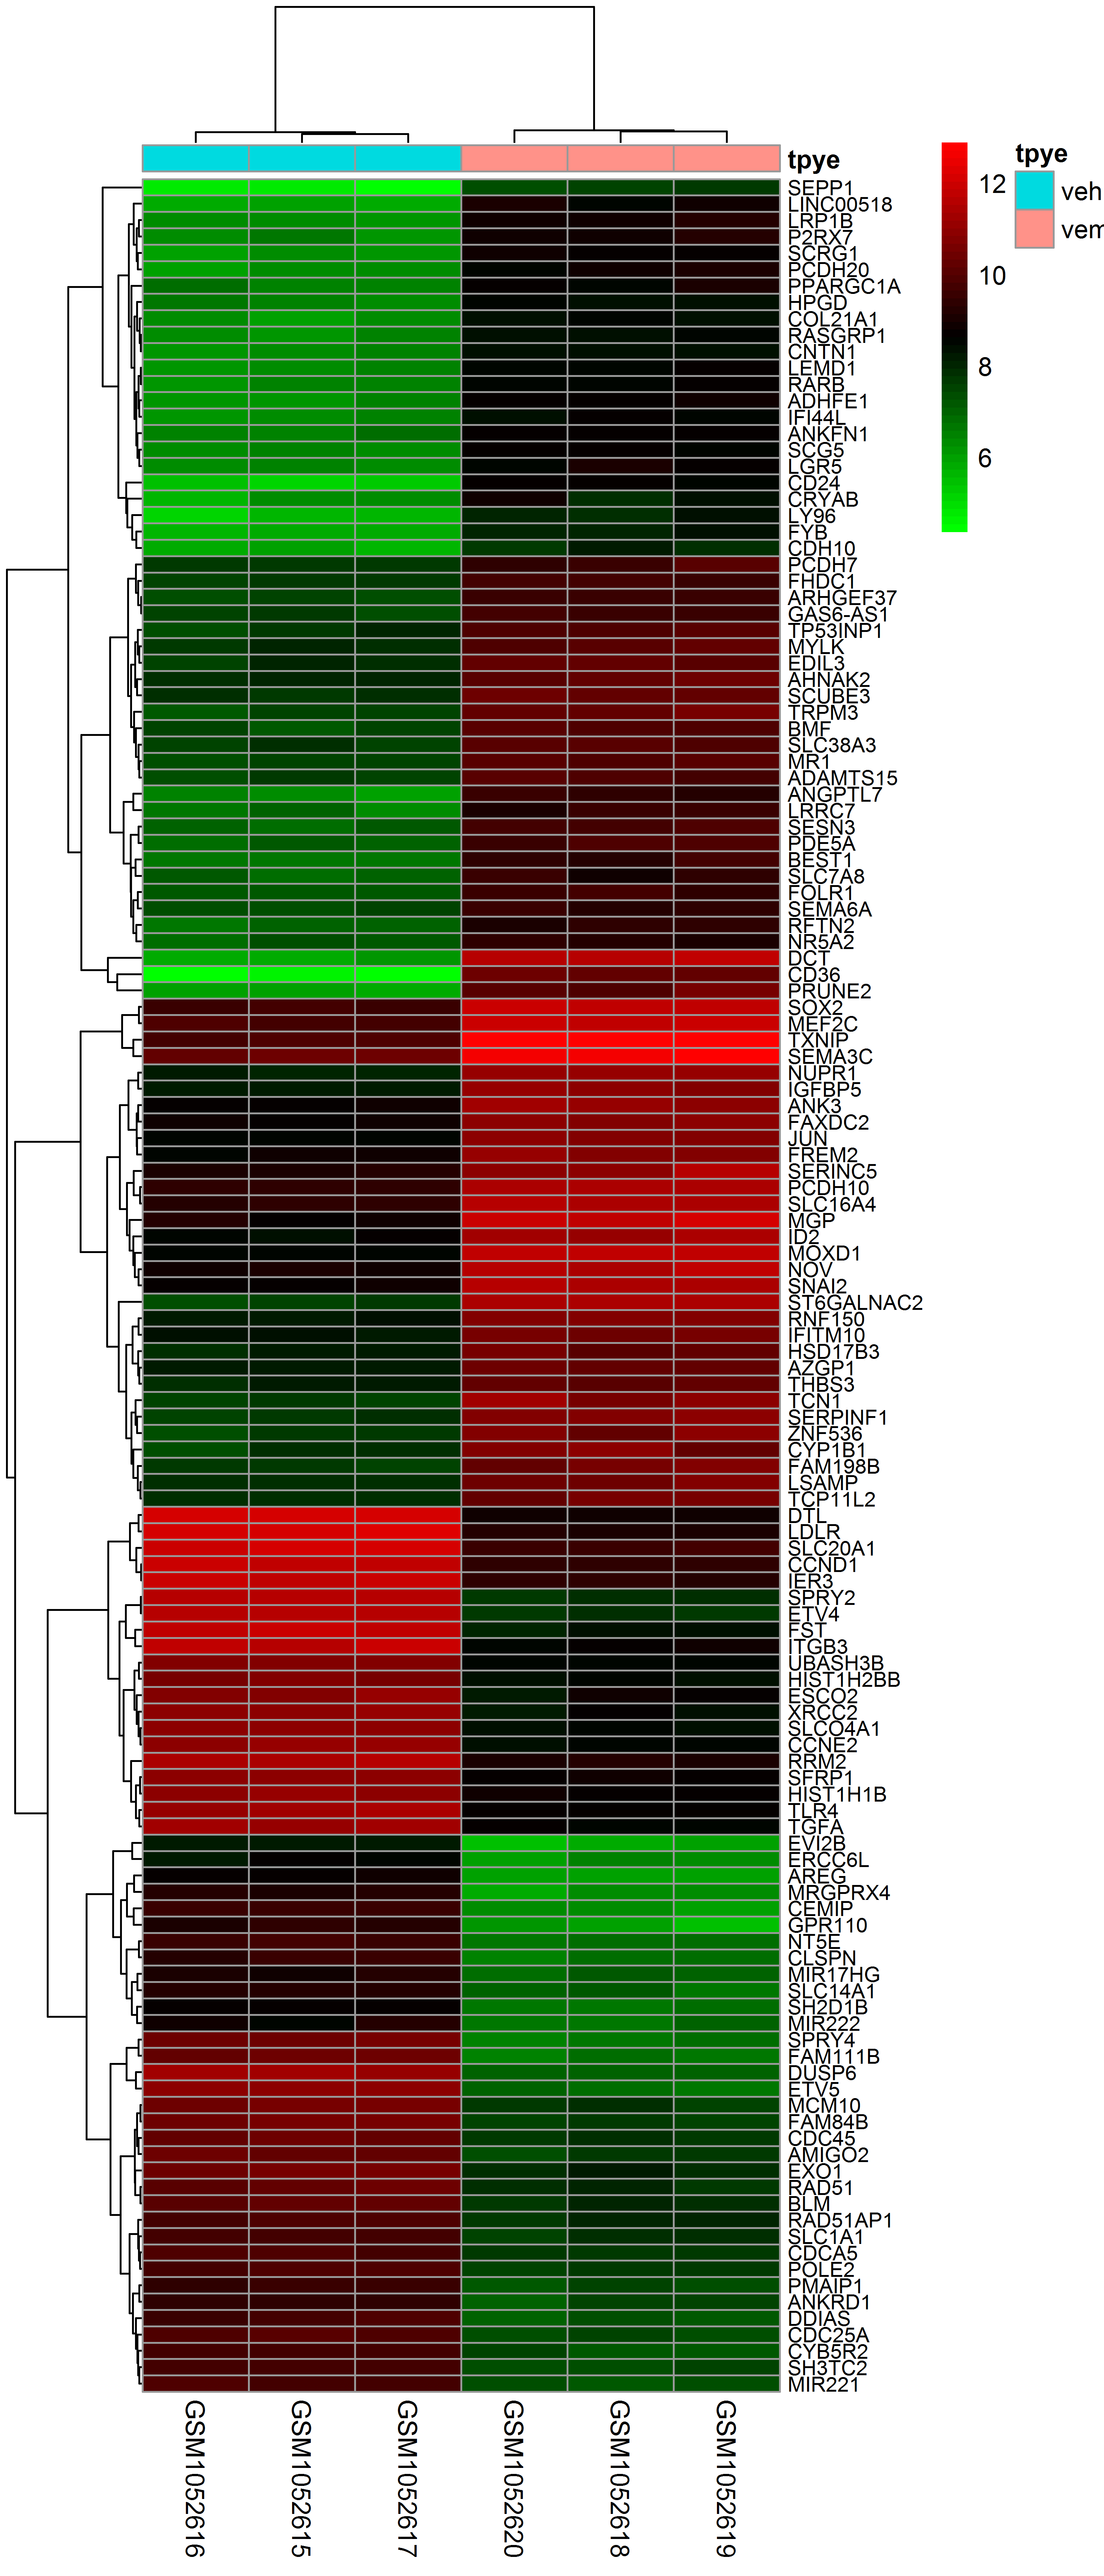 tpye
SEPP1
LINC00518
LRP1B
P2RX7
SCRG1
PCDH20
PPARGC1A
HPGD
COL21A1
RASGRP1
CNTN1
LEMD1
RARB
ADHFE1
IFI44L
ANKFN1
SCG5
LGR5
CD24
CRYAB
LY96
FYB
CDH10
PCDH7
FHDC1
ARHGEF37
GAS6-AS1
TP53INP1
MYLK
EDIL3
AHNAK2
SCUBE3
TRPM3
BMF
SLC38A3
MR1
ADAMTS15
ANGPTL7
LRRC7
SESN3
PDE5A
BEST1
SLC7A8
FOLR1
SEMA6A
RFTN2
NR5A2
DCT
CD36
PRUNE2
SOX2
MEF2C
TXNIP
SEMA3C
NUPR1
IGFBP5
ANK3
FAXDC2
JUN
FREM2
SERINC5
PCDH10
SLC16A4
MGP
ID2
MOXD1
NOV
SNAI2
ST6GALNAC2
RNF150
IFITM10
HSD17B3
AZGP1
THBS3
TCN1
SERPINF1
ZNF536
CYP1B1
FAM198B
LSAMP
TCP11L2
DTL
LDLR
SLC20A1
CCND1
IER3
SPRY2
ETV4
FST
ITGB3
UBASH3B
HIST1H2BB
ESCO2
XRCC2
SLCO4A1
CCNE2
RRM2
SFRP1
HIST1H1B
TLR4
TGFA
EVI2B
ERCC6L
AREG
MRGPRX4
CEMIP
GPR110
NT5E
CLSPN
MIR17HG
SLC14A1
SH2D1B
MIR222
SPRY4
FAM111B
DUSP6
ETV5
MCM10
FAM84B
CDC45
AMIGO2
EXO1
RAD51
BLM
RAD51AP1
SLC1A1
CDCA5
POLE2
PMAIP1
ANKRD1
DDIAS
CDC25A
CYB5R2
SH3TC2
MIR221
12
10
8
6
tpye
veh
vem
GSM1052616
GSM1052615
GSM1052617
GSM1052620
GSM1052618
GSM1052619